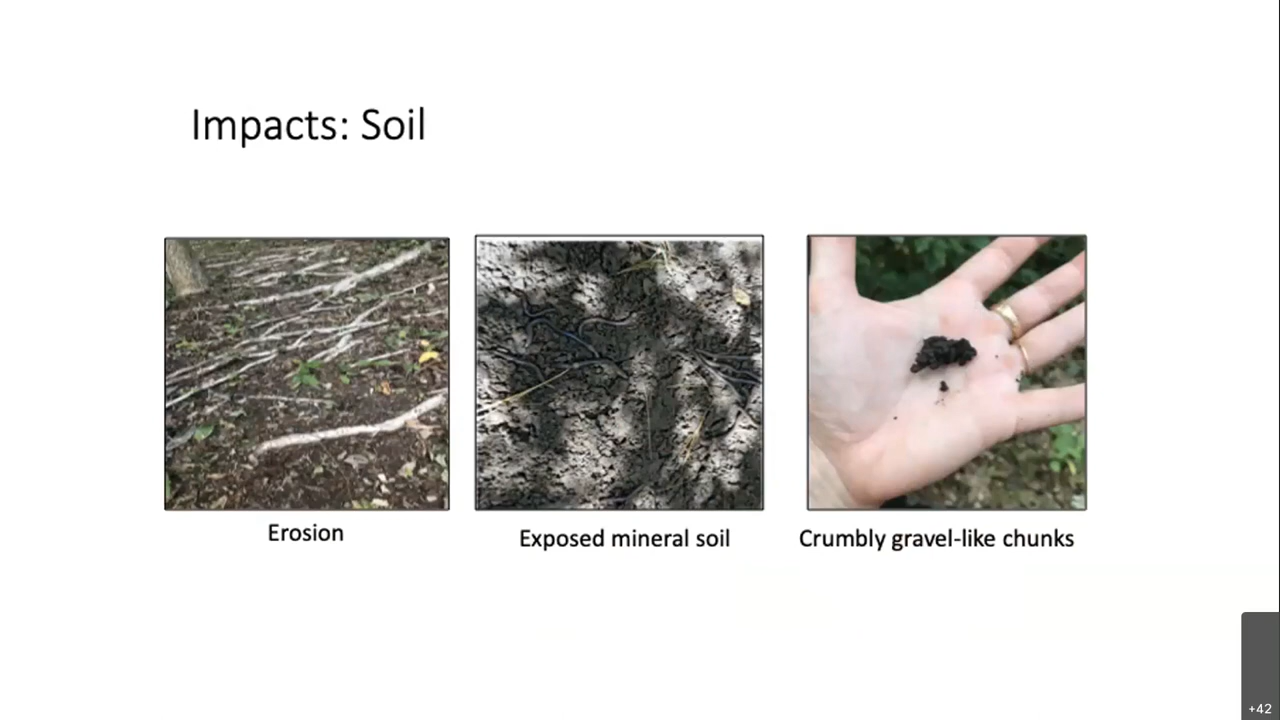 Impacts: Soil
Erosion
Exposed mineral soil
Crumbly gravel-like chunks
+42